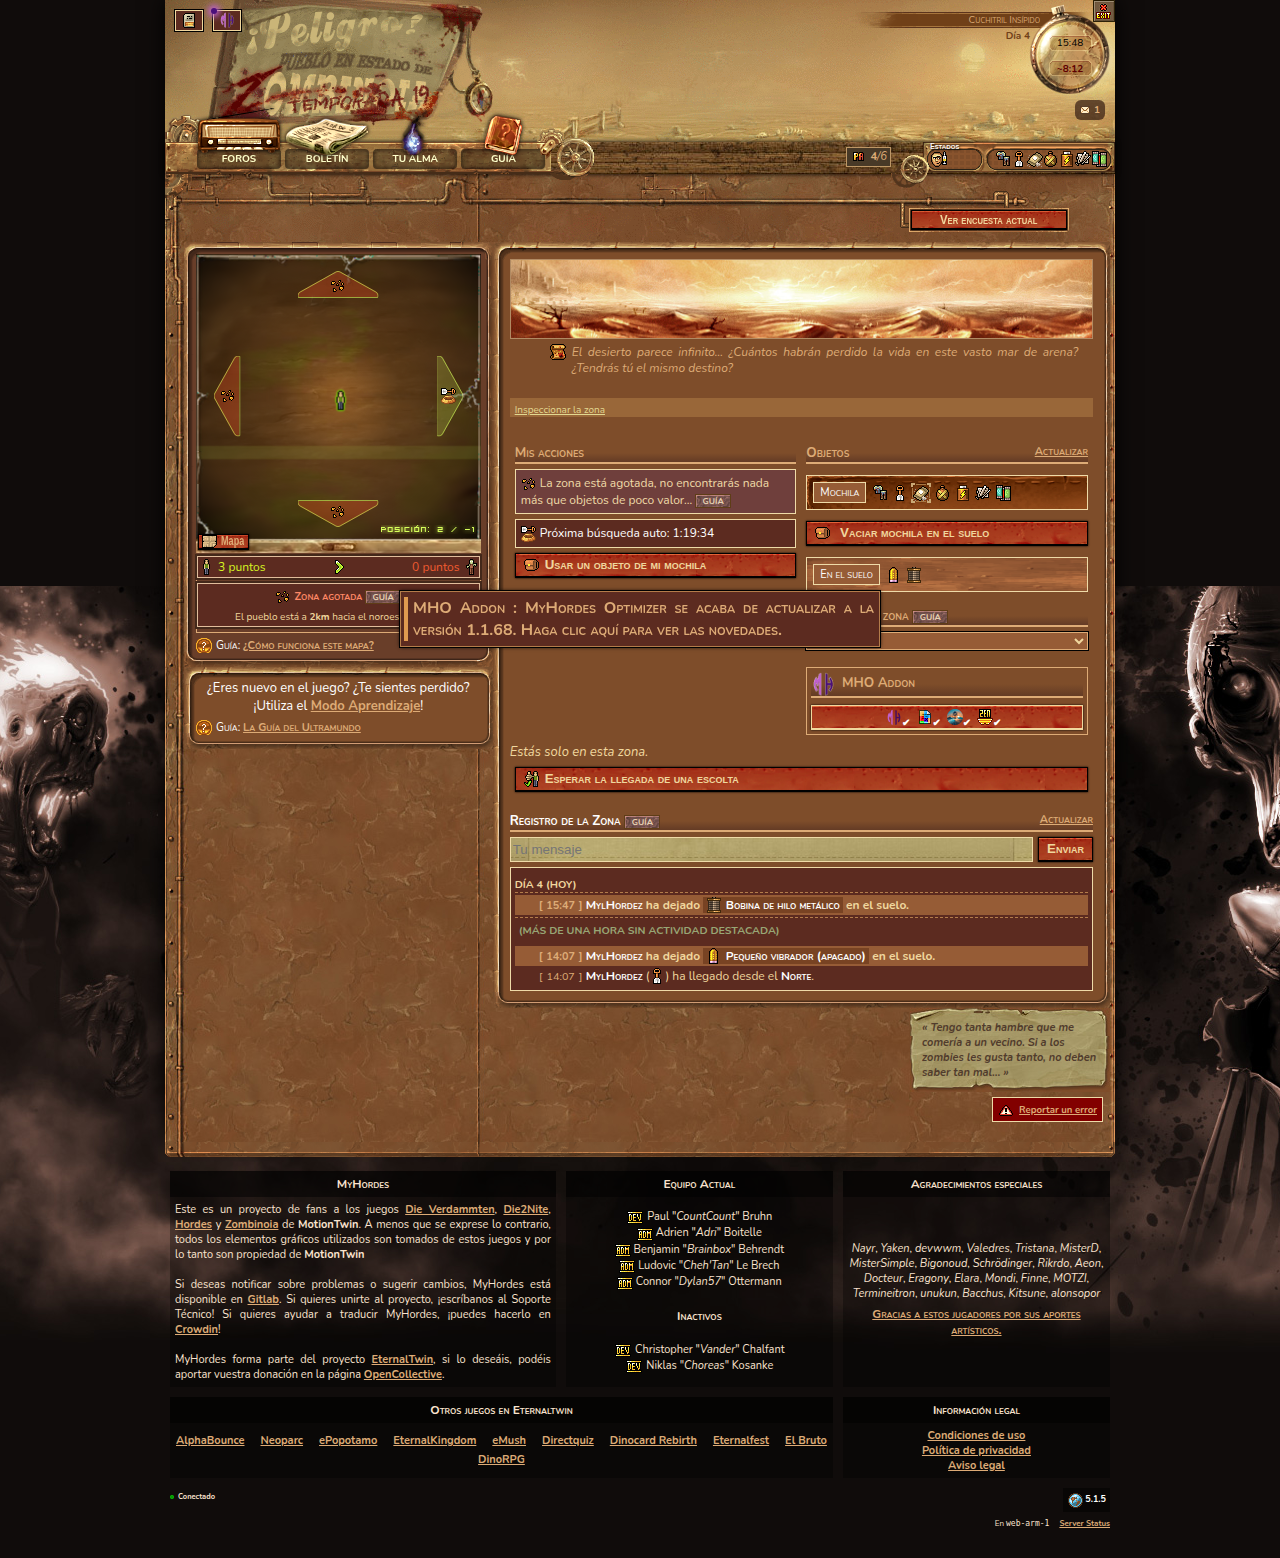 ¡Peligro!
PUEBLO EN ESTADO DE
ZOMBINOIA
TEMPORADA 19
Cuchitril Insípido
EXIT
Día 4
15:48
~8:12
1
FOROS
BOLETÍN
TU ALMA
GUÍA
PA 4/6
Estados
Ver encuesta actual
El desierto parece infinito... ¿Cuántos habrán perdido la vida en este vasto mar de arena?
¿Tendrás tú el mismo destino?
Inspeccionar la zona
Posición: 2 / -1
Mapa
3 puntos
0 puntos
Zona agotada GUÍA
El pueblo está a 2km hacia el noroes
Guía: ¿Cómo funciona este mapa?
¿Eres nuevo en el juego? ¿Te sientes perdido?
¡Utiliza el Modo Aprendizaje!
Guía: La Guía del Ultramundo
Mis acciones
La zona está agotada, no encontrarás nada
más que objetos de poco valor... GUÍA
Próxima búsqueda auto: 1:19:34
Usar un objeto de mi mochila
Objetos
Actualizar
Mochila
Vaciar mochila en el suelo
En el suelo
MHO Addon : MyHordes Optimizer se acaba de actualizar a la
versión 1.1.68. Haga clic aquí para ver las novedades.
zona GUÍA
MHO Addon
Estás solo en esta zona.
Esperar la llegada de una escolta
Registro de la Zona GUÍA
Actualizar
Tu mensaje
Enviar
DÍA 4 (HOY)
[ 15:47 ] MylHordez ha dejado Bobina de hilo metálico en el suelo.
(MÁS DE UNA HORA SIN ACTIVIDAD DESTACADA)
[ 14:07 ] MylHordez ha dejado Pequeño vibrador (apagado) en el suelo.
[ 14:07 ] MylHordez ( ) ha llegado desde el Norte.
« Tengo tanta hambre que me
comería a un vecino. Si a los
zombies les gusta tanto, no deben
saber tan mal... »
Reportar un error
MyHordes
Este es un proyecto de fans a los juegos Die Verdammten, Die2Nite,
Hordes y Zombinoia de MotionTwin. A menos que se exprese lo contrario,
todos los elementos gráficos utilizados son tomados de estos juegos y por
lo tanto son propiedad de MotionTwin
Si deseas notificar sobre problemas o sugerir cambios, MyHordes está
disponible en Gitlab. Si quieres unirte al proyecto, ¡escríbanos al Soporte
Técnico! Si quieres ayudar a traducir MyHordes, ¡puedes hacerlo en
Crowdin!
MyHordes forma parte del proyecto EternalTwin, si lo deseáis, podéis
aportar vuestra donación en la página OpenCollective.
Equipo Actual
DEV Paul "CountCount" Bruhn
ADM Adrien "Adri" Boitelle
ADM Benjamin "Brainbox" Behrendt
ADM Ludovic "Cheh'Tan" Le Brech
ADM Connor "Dylan57" Ottermann
Inactivos
DEV Christopher "Vander" Chalfant
DEV Niklas "Choreas" Kosanke
Agradecimientos especiales
Nayr, Yaken, devwwm, Valedres, Tristana, MisterD,
MisterSimple, Bigonoud, Schrödinger, Rikrdo, Aeon,
Docteur, Eragony, Elara, Mondi, Finne, MOTZI,
Termineitron, unukun, Bacchus, Kitsune, alonsopor
Gracias a estos jugadores por sus aportes
artísticos.
Otros juegos en Eternaltwin
AlphaBounce Neoparc ePopotamo EternalKingdom eMush Directquiz Dinocard Rebirth Eternalfest El Bruto
DinoRPG
Información legal
Condiciones de uso
Política de privacidad
Aviso legal
Conectado
5.1.5
En web-arm-1 Server Status